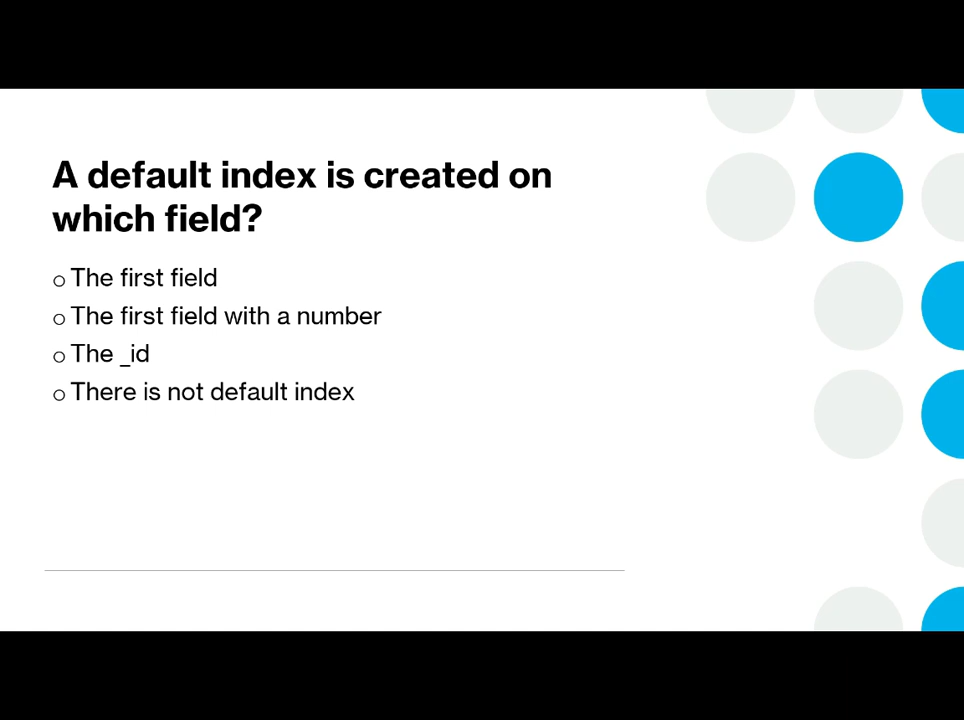 A default index is created on
which field?
o The first field
o The first field with a number
o The _id
o There is not default index